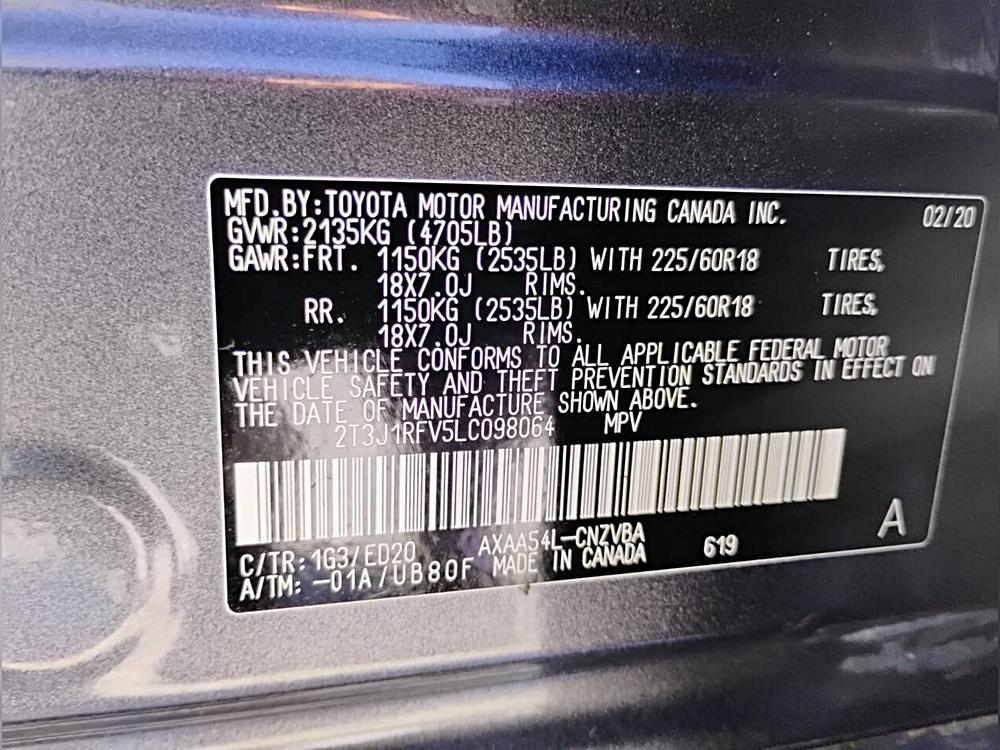 MFD.BY:TOYOTA MOTOR MANUFACTURING CANADA INC. 02/20
GVWR:2135KG (4705LB)
GAWR:FRT. 1150KG (2535LB) WITH 225/60R18 TIRES,
18X7.0J RIMS.
RR. 1150KG (2535LB) WITH 225/60R18 TIRES,
18X7.0J RIMS.
THIS VEHICLE CONFORMS TO ALL APPLICABLE FEDERAL MOTOR
VEHICLE SAFETY AND THEFT PREVENTION STANDARDS IN EFFECT ON
THE DATE OF MANUFACTURE SHOWN ABOVE.
2T3J1RFV5LC098064 MPV
A
C/TR: 1G3/ED20 AXAA54L-CNZVBA 619
A/TM: -01A/UB80F MADE IN CANADA